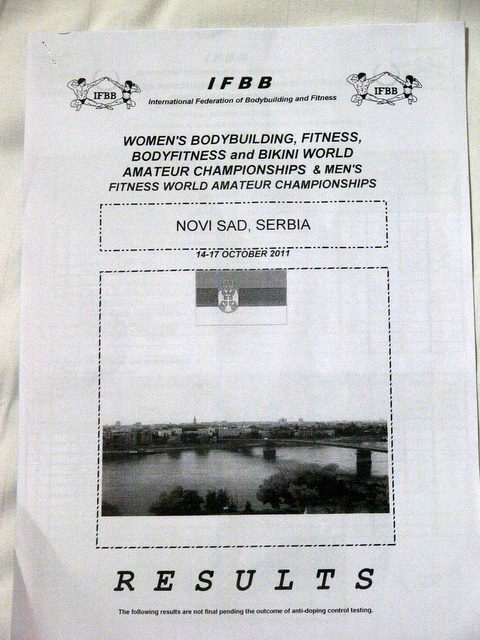 IFBB
IFBB
International Federation of Bodybuilding and Fitness
IFBB
WOMEN'S BODYBUILDING, FITNESS,
BODYFITNESS and BIKINI WORLD
AMATEUR CHAMPIONSHIPS & MEN'S
FITNESS WORLD AMATEUR CHAMPIONSHIPS
NOVI SAD, SERBIA
14-17 OCTOBER 2011
RESULTS
The following results are not final pending the outcome of anti-doping control testing.